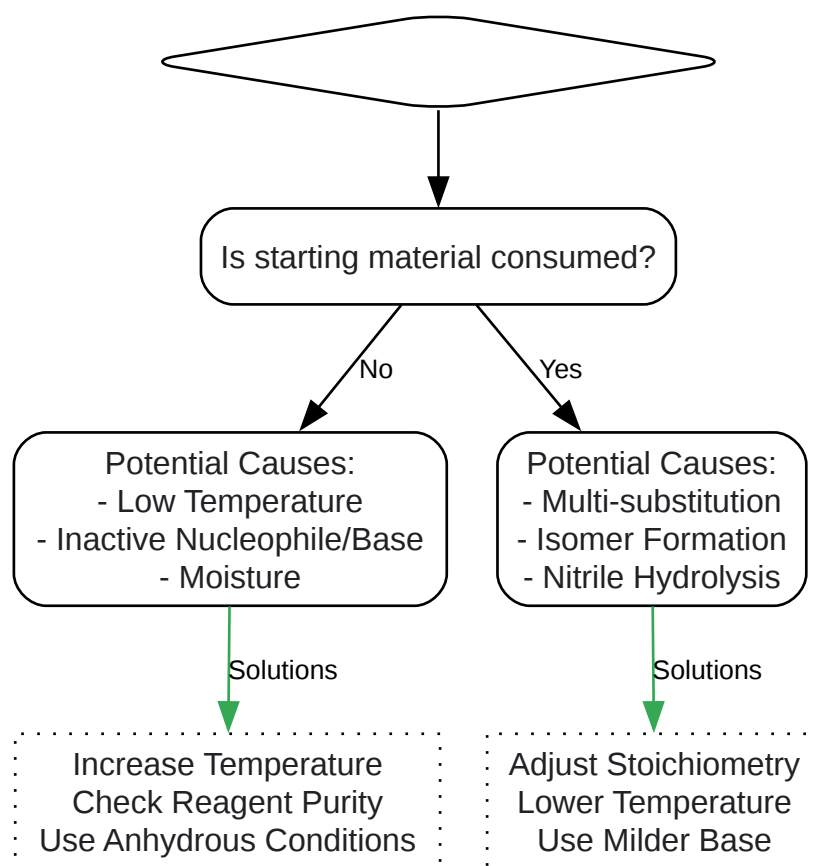 Is starting material consumed?
No
Yes
Potential Causes:
- Low Temperature
- Inactive Nucleophile/Base
- Moisture
Potential Causes:
- Multi-substitution
- Isomer Formation
- Nitrile Hydrolysis
Solutions
Solutions
Increase Temperature
Check Reagent Purity
Use Anhydrous Conditions
Adjust Stoichiometry
Lower Temperature
Use Milder Base